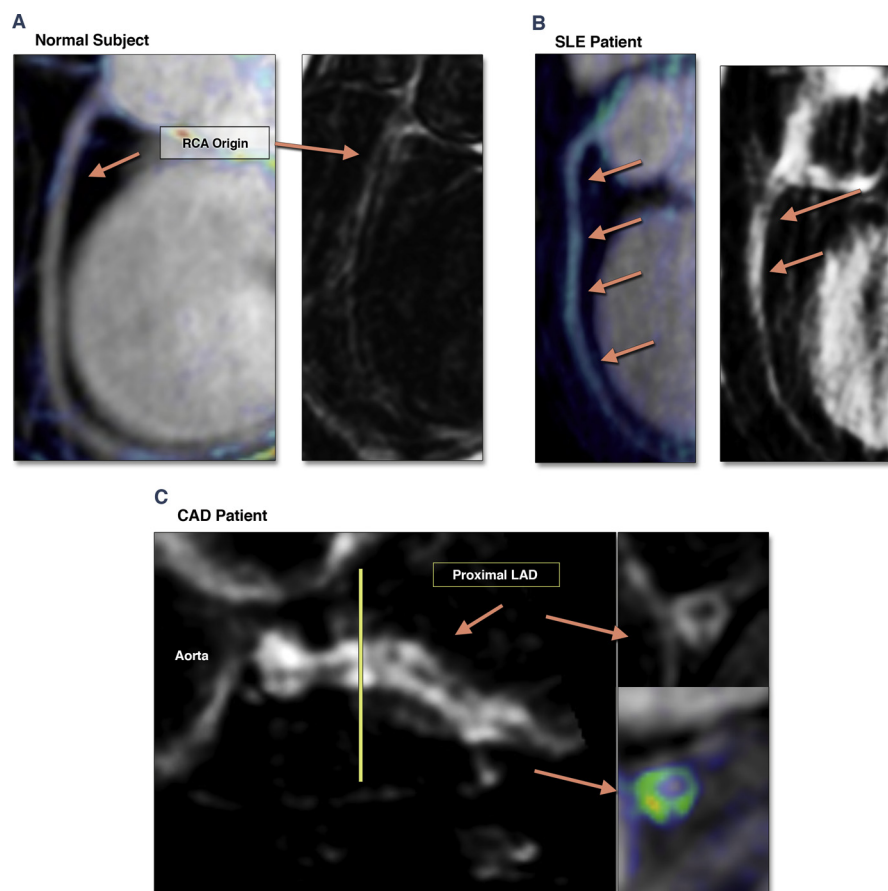 A
Normal Subject
RCA Origin
B
SLE Patient
C
CAD Patient
Proximal LAD
Aorta